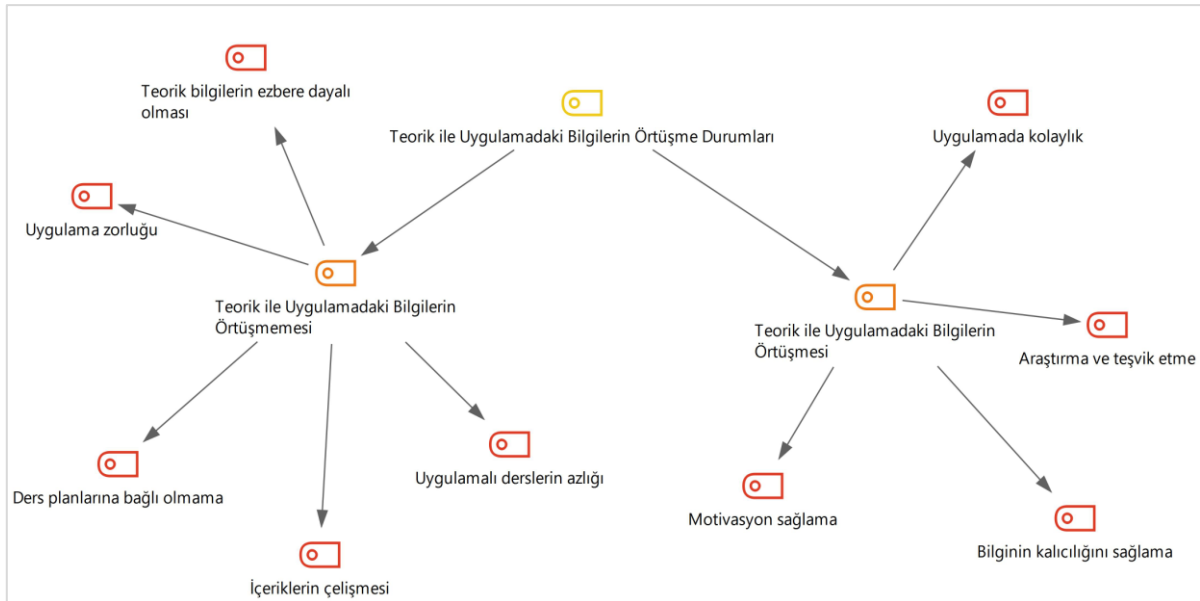 Teorik bilgilerin ezbere dayalı
olması
Teorik ile Uygulamadaki Bilgilerin Örtüşme Durumları
Uygulamada kolaylık
Uygulama zorluğu
Teorik ile Uygulamadaki Bilgilerin
Örtüşmemesi
Teorik ile Uygulamadaki Bilgilerin
Örtüşmesi
Araştırma ve teşvik etme
Ders planlarına bağlı olmama
Uygulamalı derslerin azlığı
Motivasyon sağlama
Bilginin kalıcılığını sağlama
İçeriklerin çelişmesi